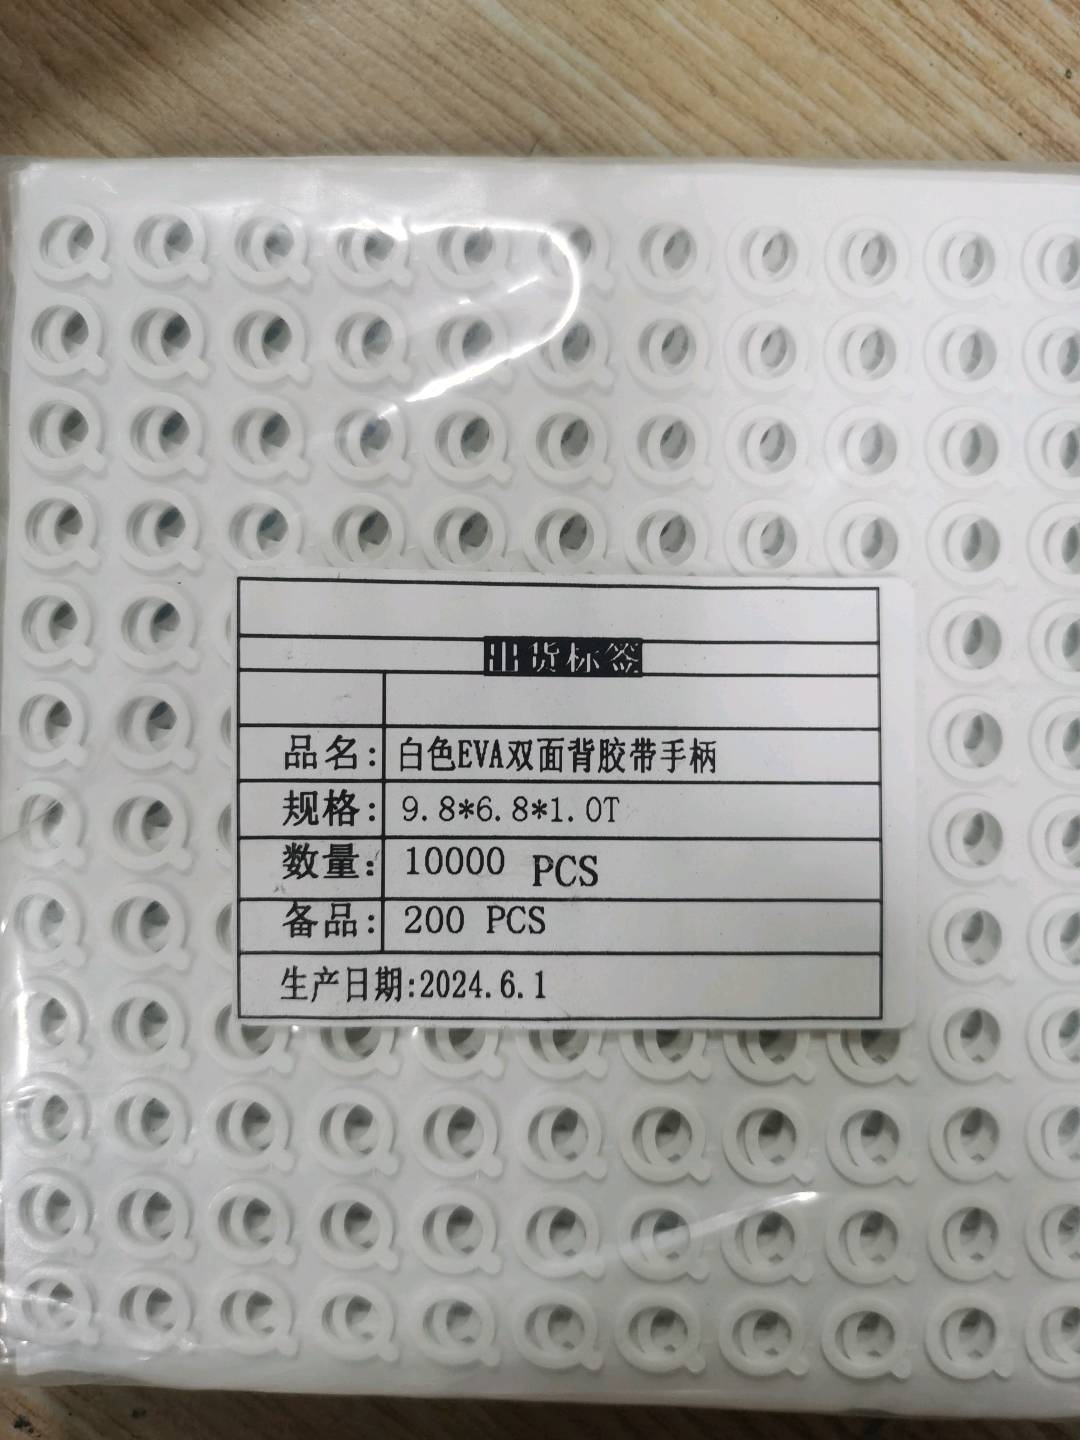 出货标签
品名: 白色EVA双面背胶带手柄
规格: 9.8*6.8*1.0T
数量: 10000 PCS
备品: 200 PCS
生产日期:2024.6.1